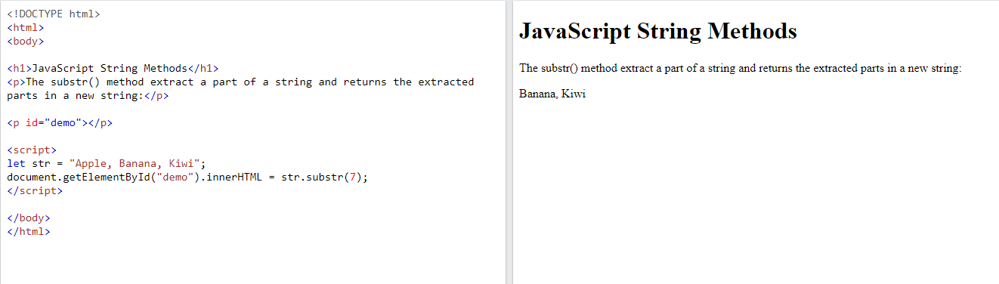 <!DOCTYPE html>
<html>
<body>
<h1>JavaScript String Methods</h1>
<p>The substr() method extract a part of a string and returns the extracted
parts in a new string:</p>
<p id="demo"></p>
<script>
let str = "Apple, Banana, Kiwi";
document.getElementById("demo").innerHTML = str.substr(7);
</script>
</body>
</html>
JavaScript String Methods
The substr() method extract a part of a string and returns the extracted parts in a new string:
Banana, Kiwi